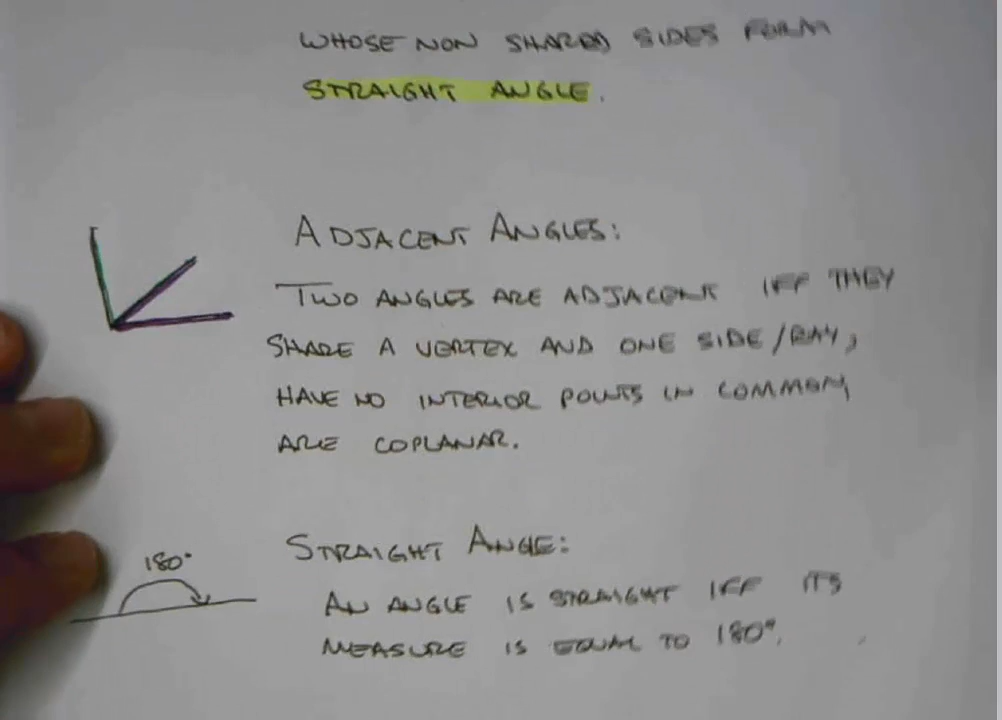 WHOSE NON SHARED SIDES FORM
STRAIGHT ANGLE.
ADJACENT ANGLES:
TWO ANGLES ARE ADJACENT IFF THEY
SHARE A VERTEX AND ONE SIDE/RAY,
HAVE NO INTERIOR POINTS IN COMMON,
ARE COPLANAR.
180°
STRAIGHT ANGLE:
AN ANGLE IS STRAIGHT IFF ITS
MEASURE IS EQUAL TO 180°.